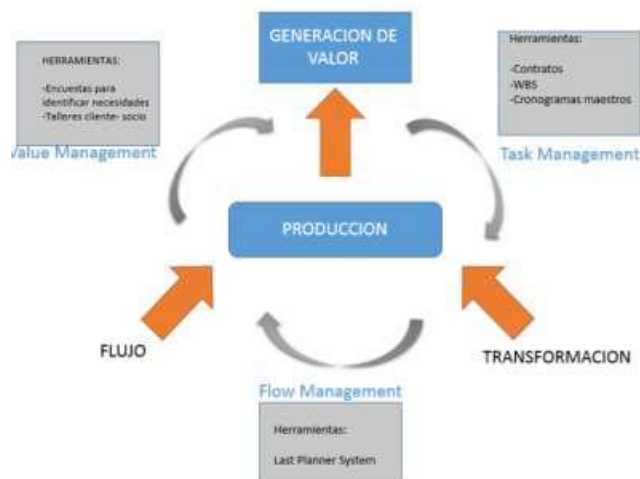 GENERACION DE
VALOR
HERRAMIENTAS:
-Encuestas para
identificar necesidades
-Talleres cliente- socio
Value Management
Herramientas:
-Contratos
-WBS
-Cronogramas maestros
Task Management
PRODUCCION
FLUJO
TRANSFORMACION
Flow Management
Herramientas:
Last Planner System